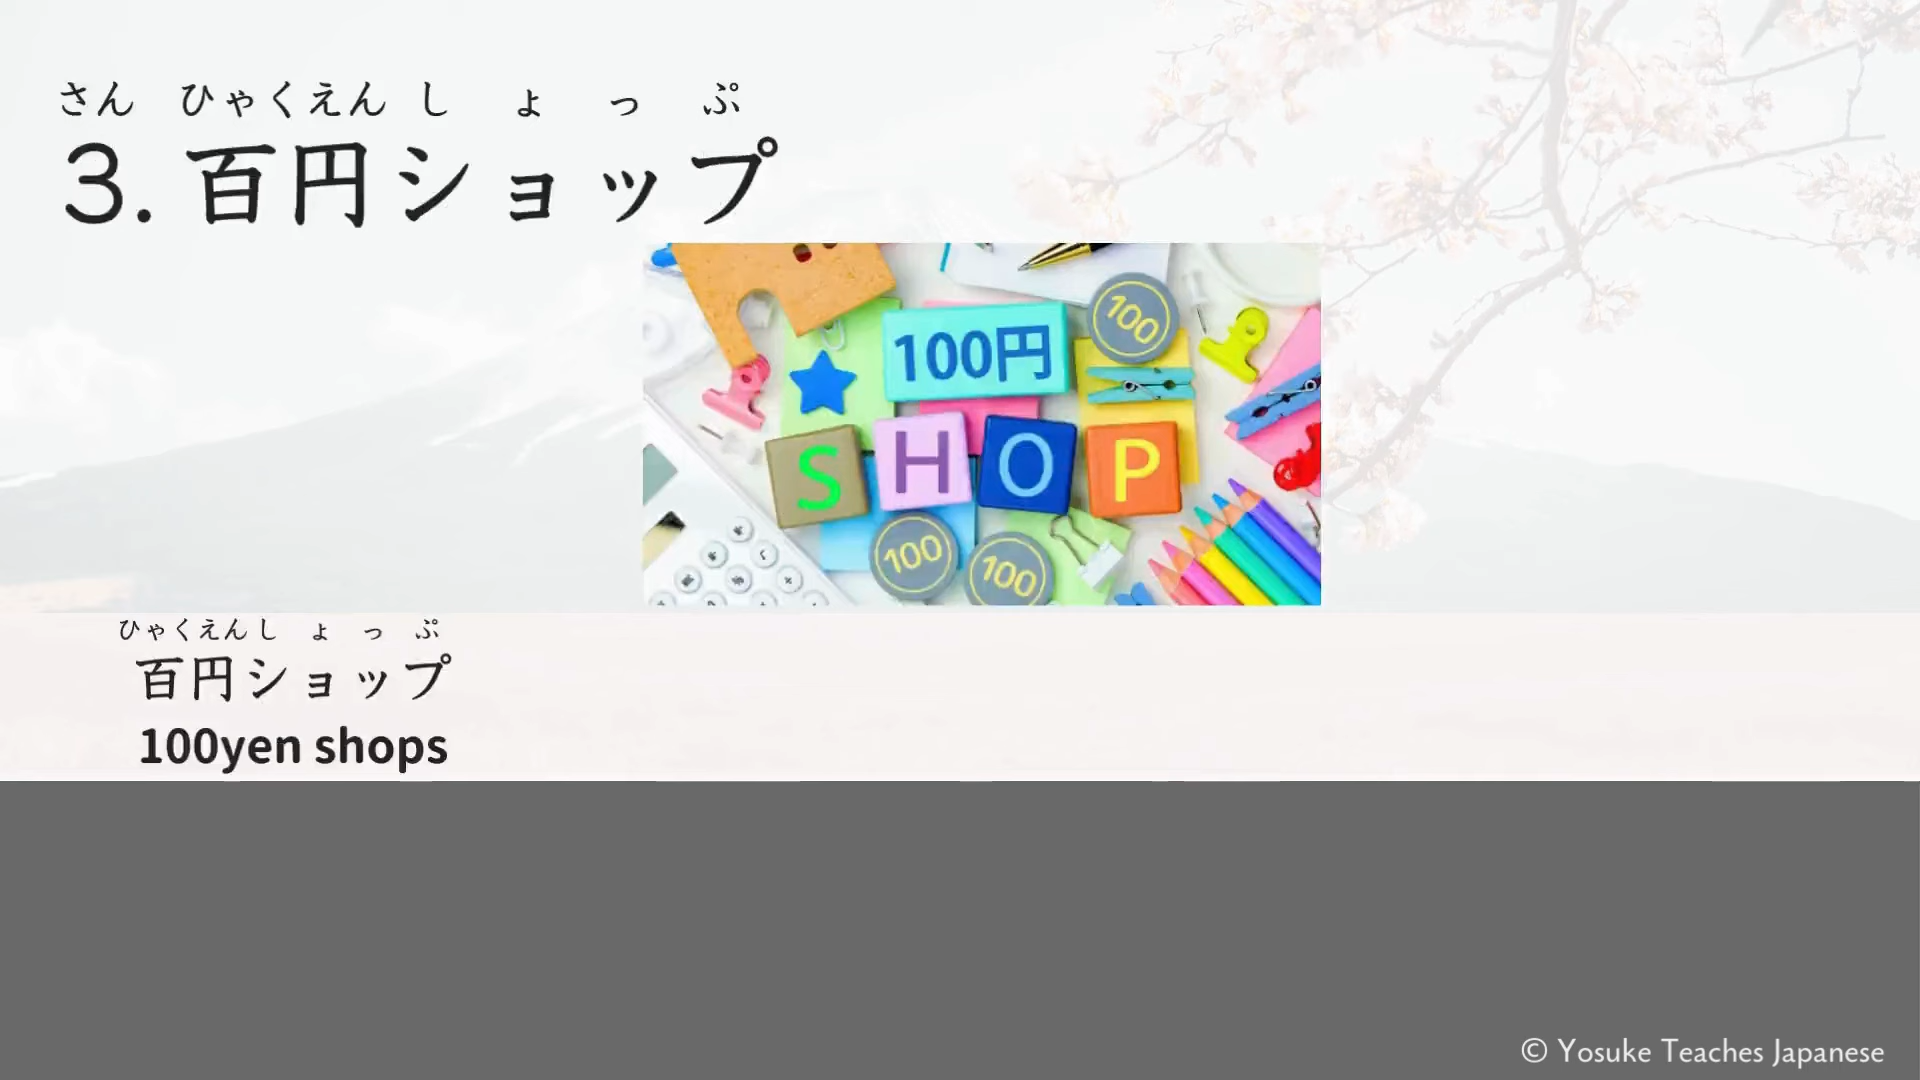 さん ひゃくえん し ょ っ ぷ
3. 百円ショップ
100
100円
S H O P
100
100
ひゃくえん し ょ っ ぷ
百円ショップ
100yen shops
© Yosuke Teaches Japanese